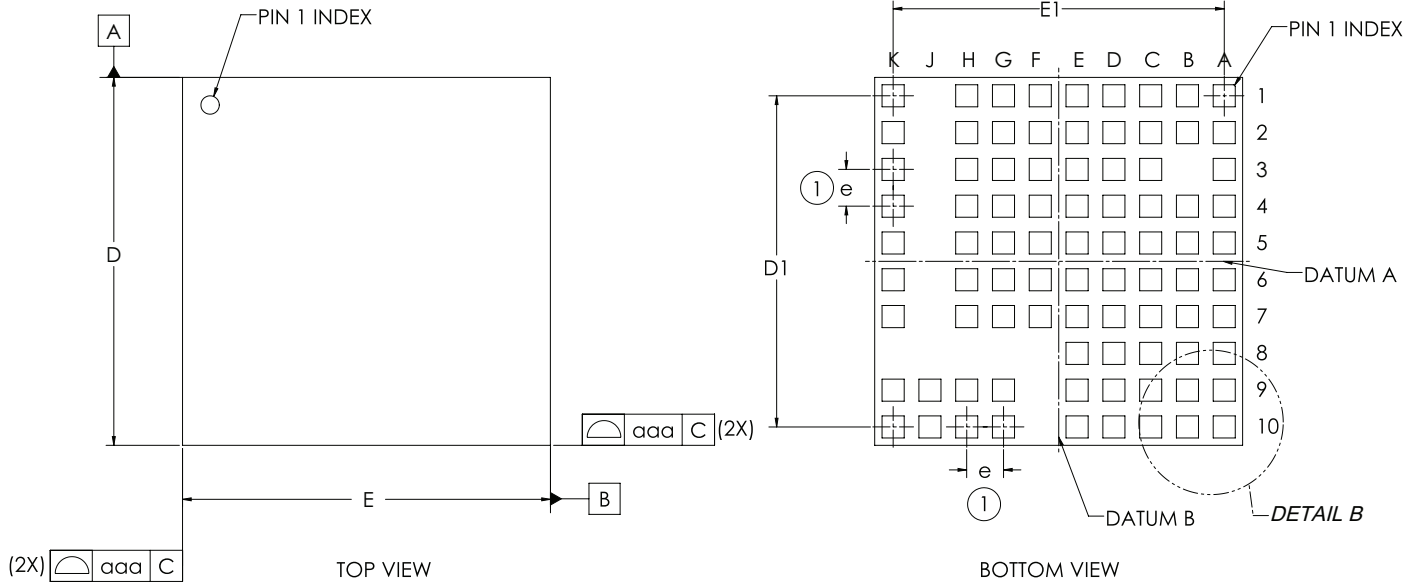 PIN 1 INDEX
A
D
aaa C (2X)
E
B
(2X) aaa C
TOP VIEW
E1
PIN 1 INDEX
K J H G F E D C B A
1
2
3
1 e
4
5
D1
DATUM A
6
7
8
9
10
e
1
DATUM B
DETAIL B
BOTTOM VIEW